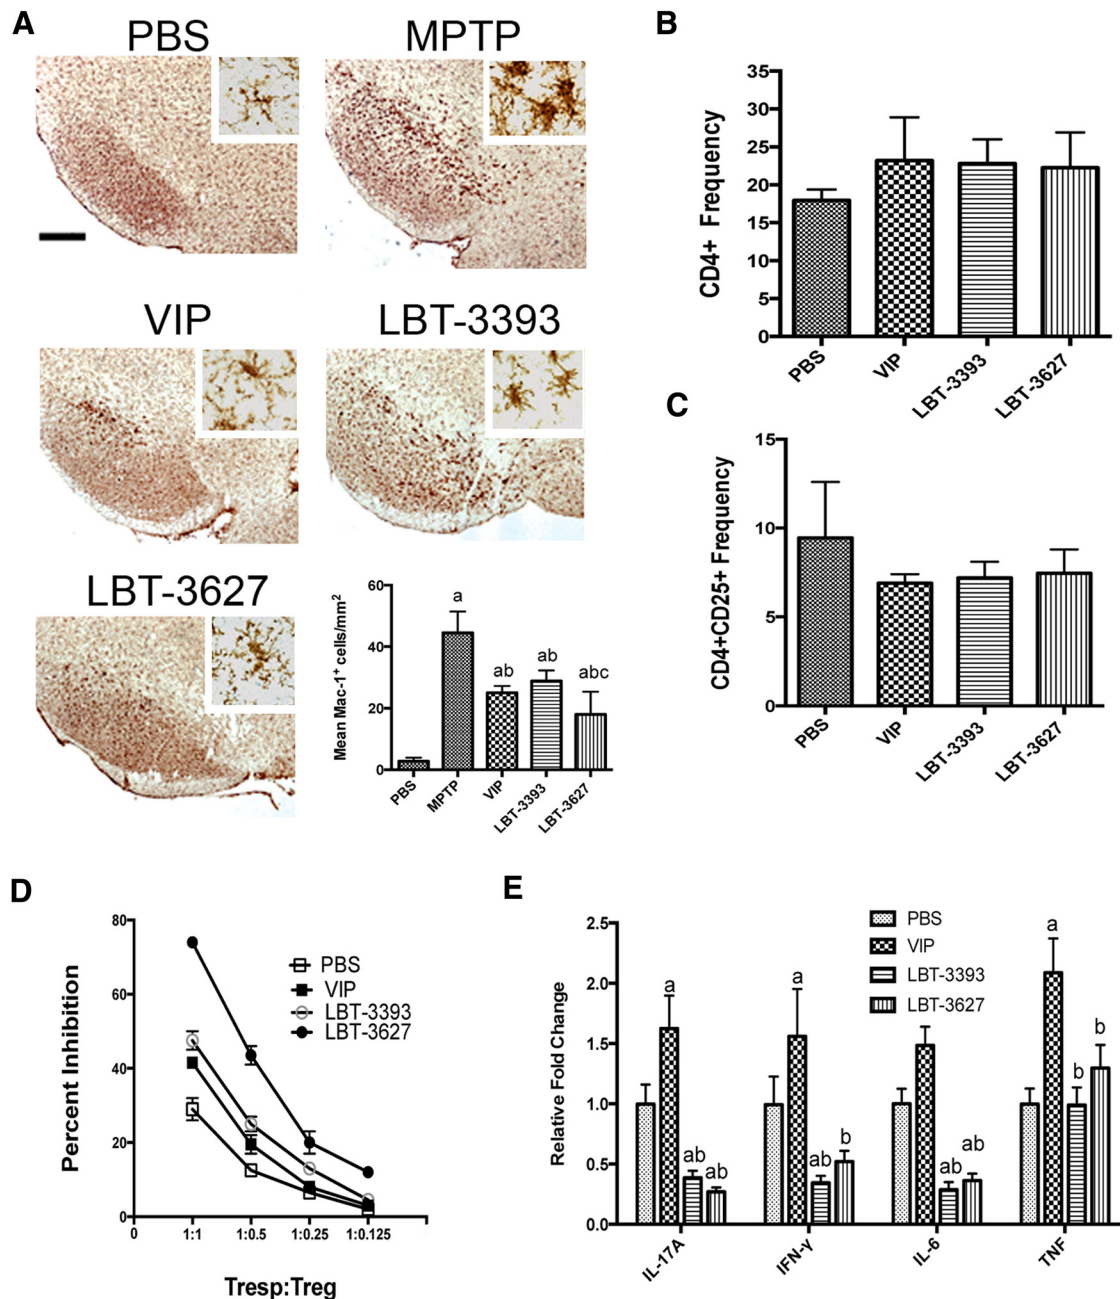 A
PBS
MPTP
VIP
LBT-3393
LBT-3627
Mean Mac-1⁺ cells/mm²
60
40
20
0
a
ab
ab
abc
PBS
MPTP
VIP
LBT-3393
LBT-3627
B
CD4+ Frequency
35
30
25
20
15
10
5
0
PBS
VIP
LBT-3393
LBT-3627
C
CD4+CD25+ Frequency
15
10
5
0
PBS
VIP
LBT-3393
LBT-3627
D
Percent Inhibition
80
60
40
20
0
PBS
VIP
LBT-3393
LBT-3627
0
1:1
1:0.5
1:0.25
1:0.125
Tresp:Treg
E
Relative Fold Change
2.5
2.0
1.5
1.0
0.5
0.0
PBS
VIP
LBT-3393
LBT-3627
a
ab
ab
a
ab
b
ab
ab
a
b
b
IL-17A
IFN-γ
IL-6
TNF